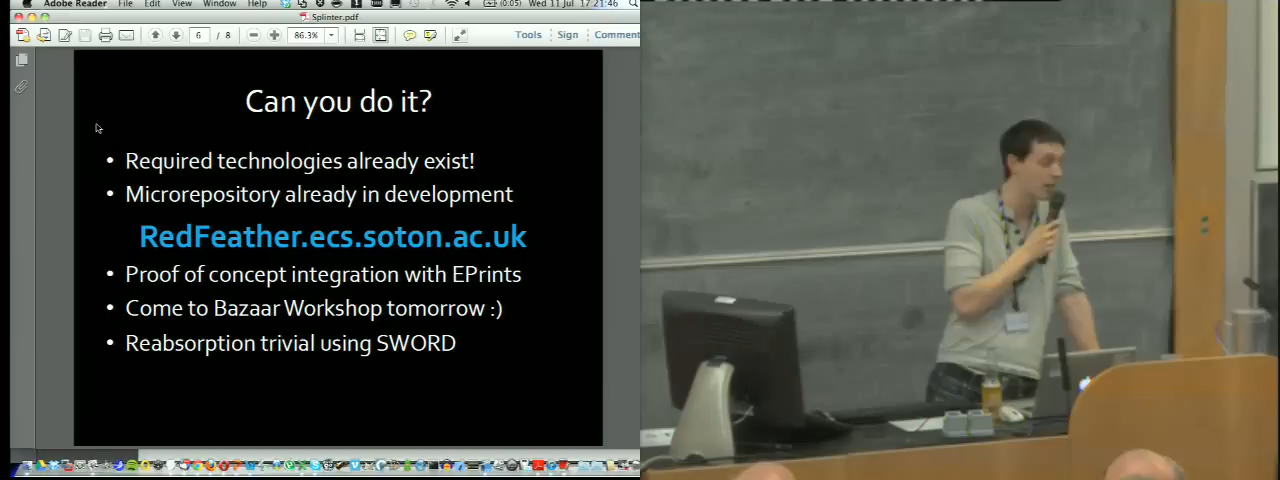 Adobe Reader File Edit View Window Help (0:05) Wed 11 Jul 17:21:46
Splinter.pdf
6 / 8 86.3% Tools Sign Comment
Can you do it?
• Required technologies already exist!
• Microrepository already in development
RedFeather.ecs.soton.ac.uk
• Proof of concept integration with EPrints
• Come to Bazaar Workshop tomorrow :)
• Reabsorption trivial using SWORD